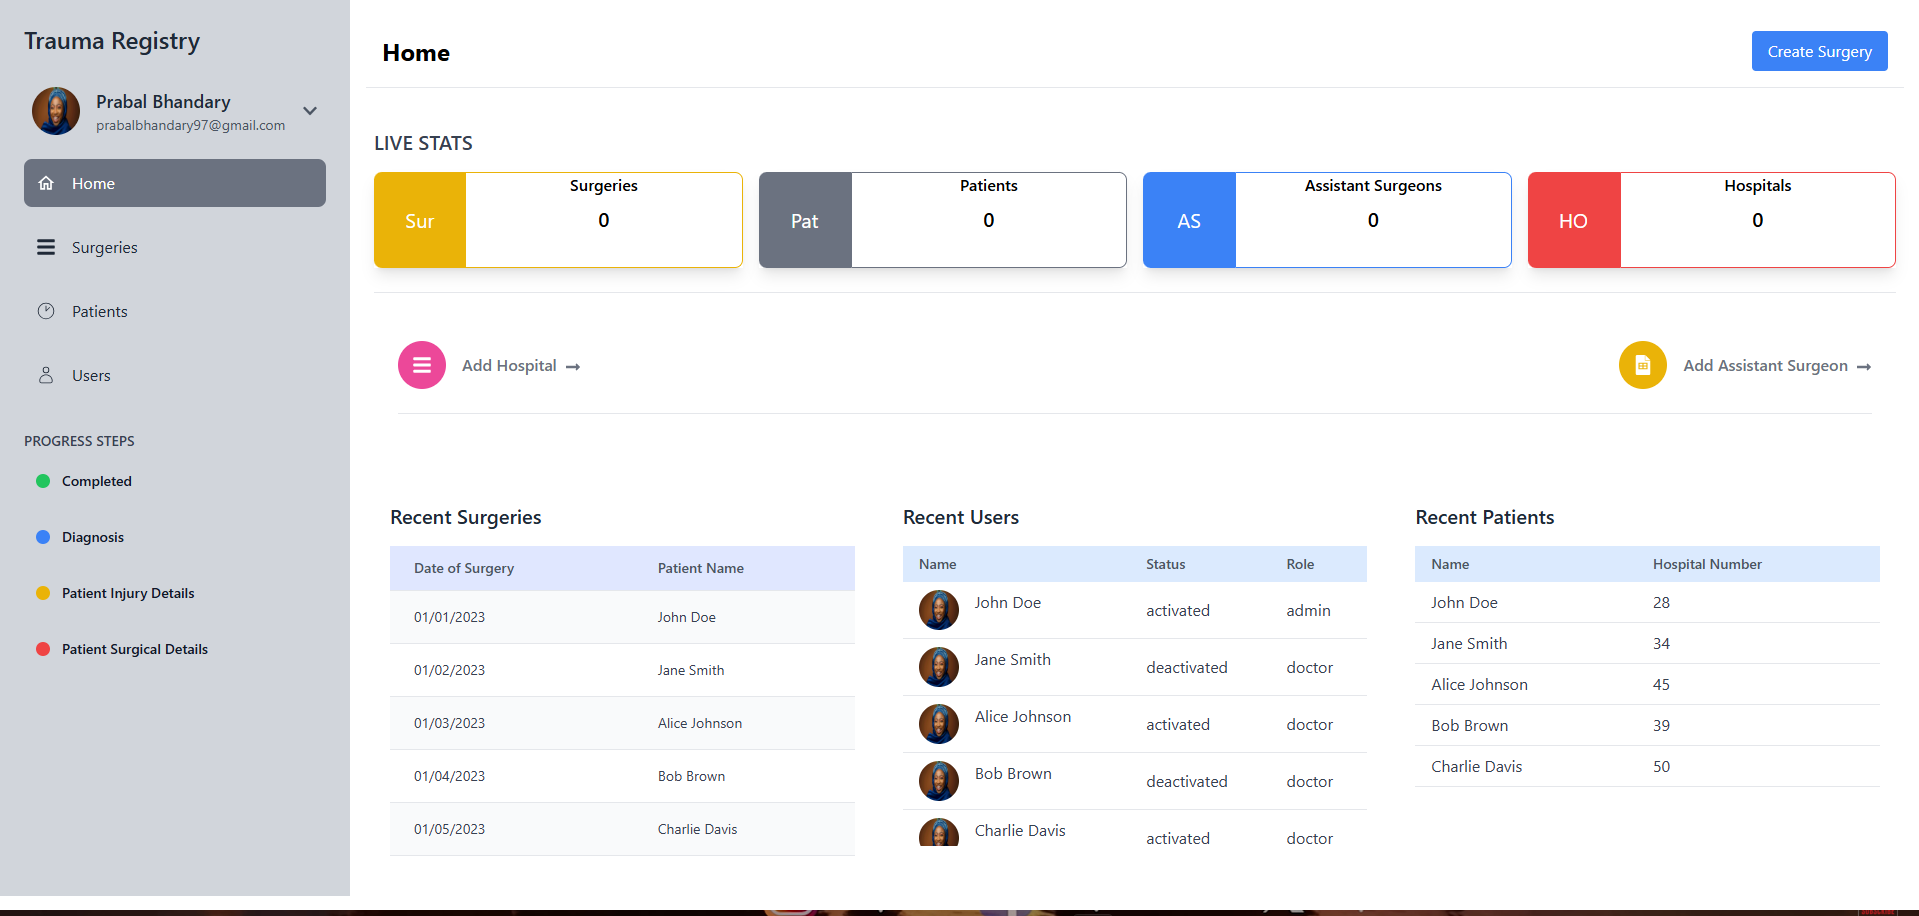 Trauma Registry
Prabal Bhandary
prabalbhandary97@gmail.com
Home
Surgeries
Patients
Users
PROGRESS STEPS
Completed
Diagnosis
Patient Injury Details
Patient Surgical Details
Home
Create Surgery
LIVE STATS
Sur
Surgeries
0
Pat
Patients
0
AS
Assistant Surgeons
0
HO
Hospitals
0
Add Hospital
Add Assistant Surgeon
Recent Surgeries
Date of Surgery Patient Name
01/01/2023 John Doe
01/02/2023 Jane Smith
01/03/2023 Alice Johnson
01/04/2023 Bob Brown
01/05/2023 Charlie Davis
Recent Users
Name Status Role
John Doe activated admin
Jane Smith deactivated doctor
Alice Johnson activated doctor
Bob Brown deactivated doctor
Charlie Davis activated doctor
Recent Patients
Name Hospital Number
John Doe 28
Jane Smith 34
Alice Johnson 45
Bob Brown 39
Charlie Davis 50